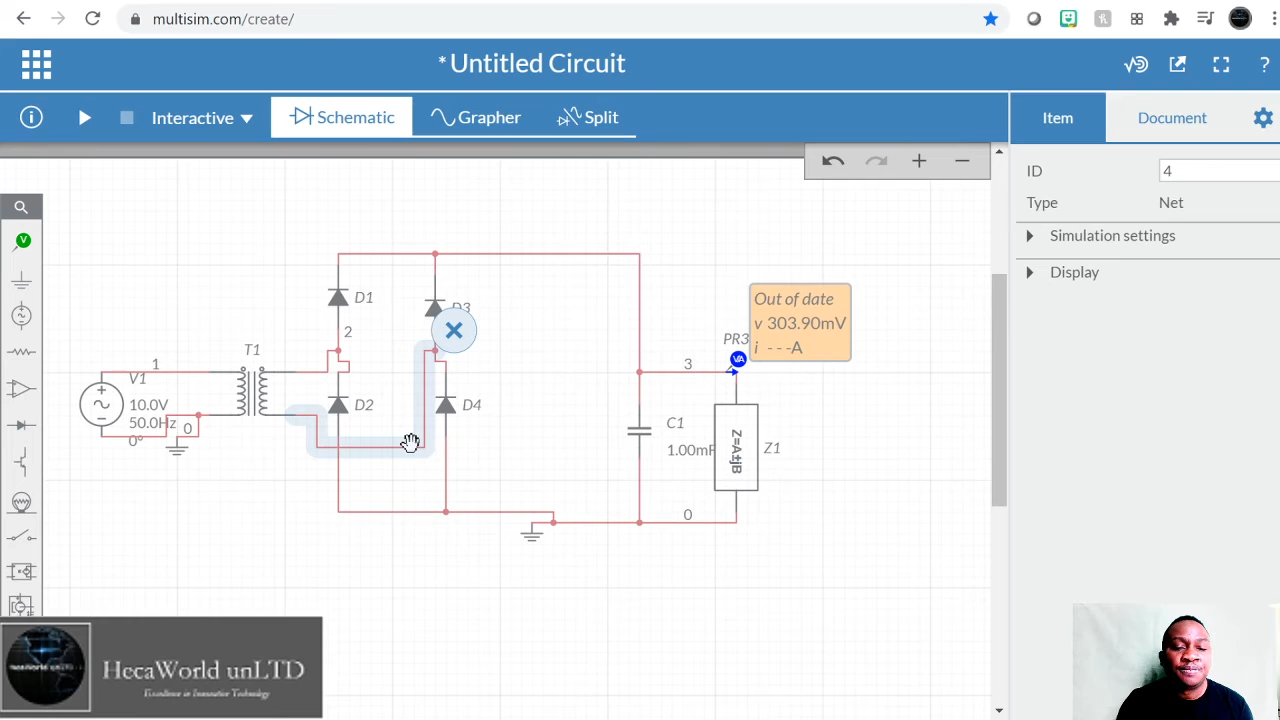 multisim.com/create/
* Untitled Circuit
?
Interactive
Schematic
Grapher
Split
Item
Document
ID
4
Type
Net
Simulation settings
Display
V
D1
D3
2
T1
1
V1
10.0V
50.0Hz
0°
0
D2
D4
Out of date
v 303.90mV
i ---A
PR3
VA
3
C1
1.00mF
Z=A±jB
Z1
0
HecaWorld unLTD
Excellence in Innovative Technology